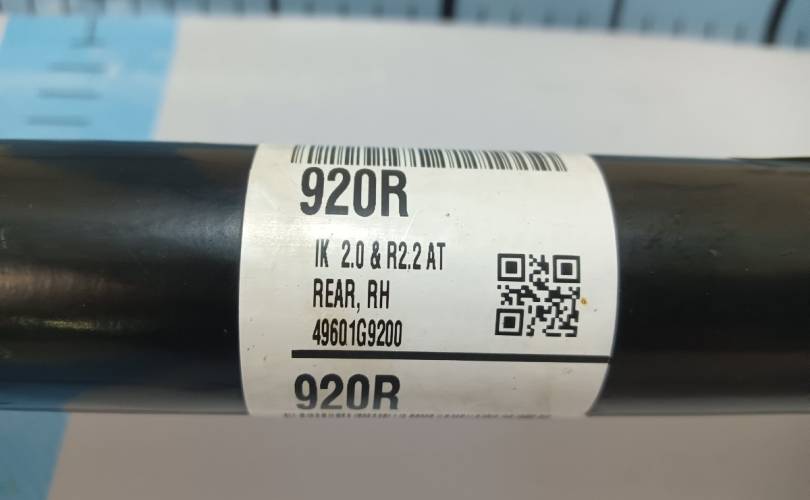 920R
IK 2.0 & R2.2 AT
REAR, RH
49601G9200
920R